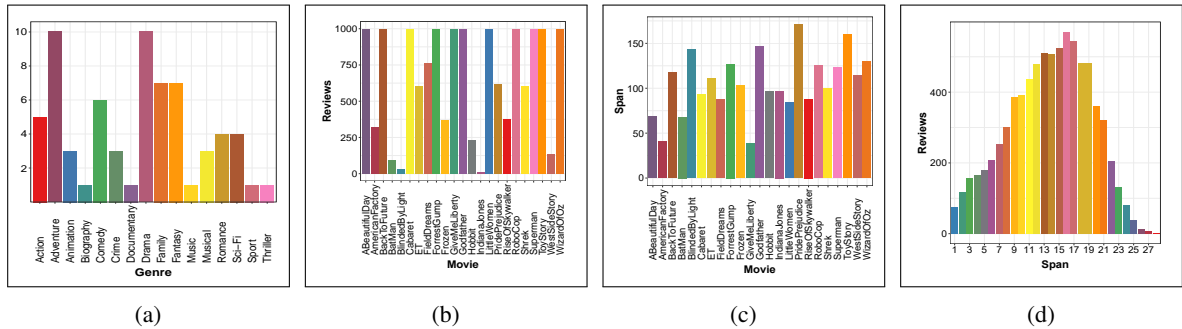 10
8
6
4
2
Action
Adventure
Animation
Biography
Comedy
Crime
Documentary
Drama
Family
Fantasy
Music
Musical
Romance
Sci-Fi
Sport
Thriller
Genre
(a)
Reviews
1000
750
500
250
0
ABeautifulDay
AmericanFactory
BackToFuture
BatMan
BlindedByLight
Cabaret
ET
FieldDreams
ForrestGump
Frozen
GiveMeLiberty
Godfather
Hobbit
IndianaJones
LittleWomen
PridePrejudice
RiseOfSkywalker
RoboCop
Shrek
Superman
ToyStory
WestSideStory
WizardOfOz
Movie
(b)
Span
150
100
50
0
ABeautifulDay
AmericanFactory
BackToFuture
BatMan
BlindedByLight
Cabaret
ET
FieldDreams
ForrestGump
Frozen
GiveMeLiberty
Godfather
Hobbit
IndianaJones
LittleWomen
PridePrejudice
RiseOfSkywalker
RoboCop
Shrek
Superman
ToyStory
WestSideStory
WizardOfOz
Movie
(c)
Reviews
400
200
0
1 3 5 7 9 11 13 15 17 19 21 23 25 27
Span
(d)